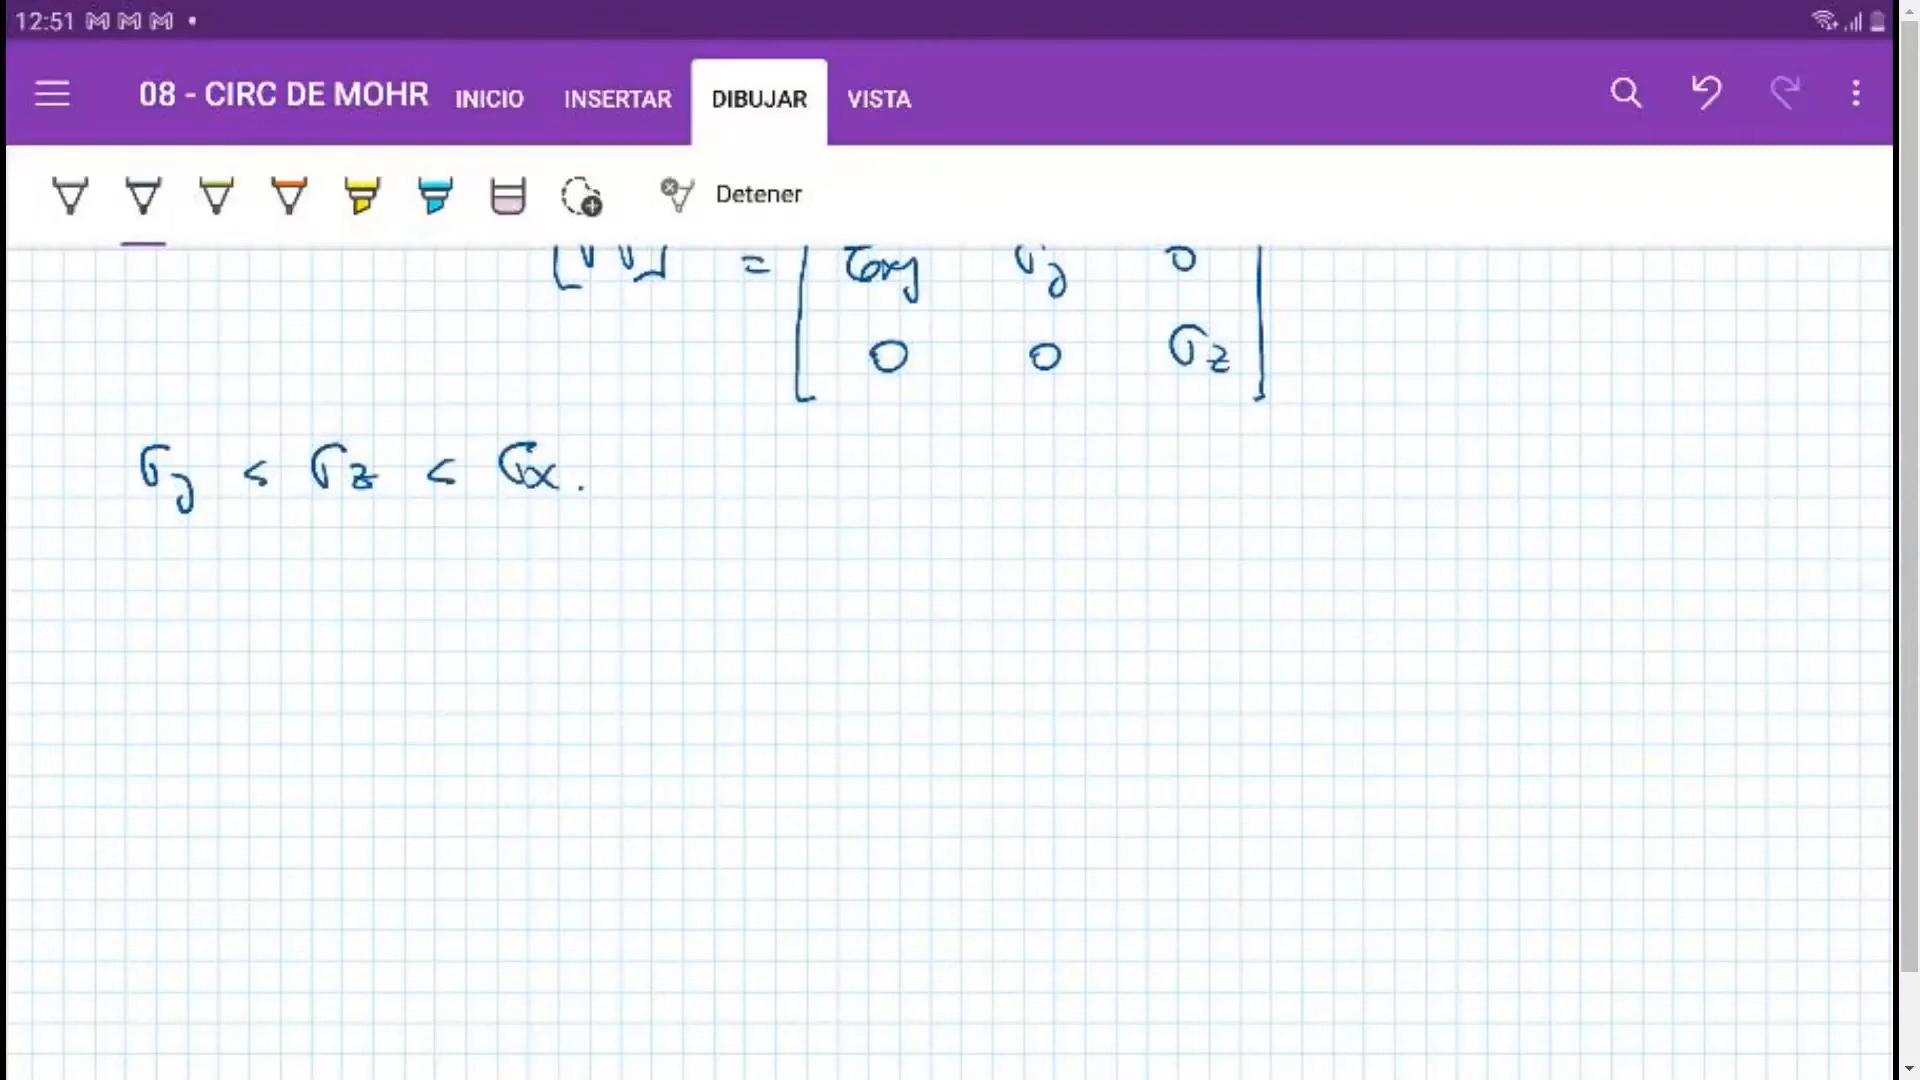 12:51
08 - CIRC DE MOHR INICIO INSERTAR DIBUJAR VISTA
Detener
= τxy σy 0
0 0 σz
σy < σz < σx.